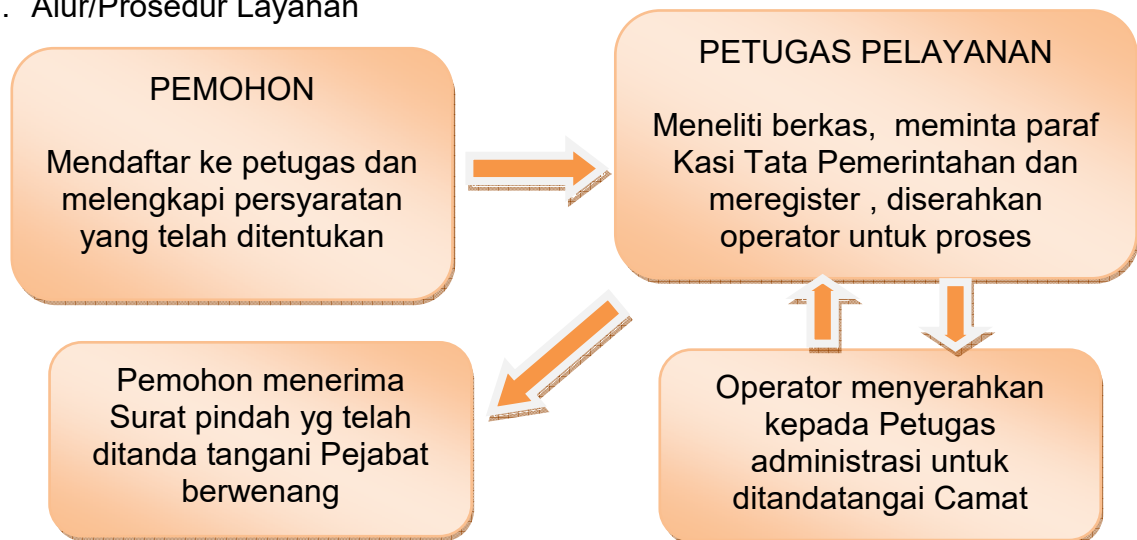 . Alur/Prosedur Layanan
PEMOHON
Mendaftar ke petugas dan
melengkapi persyaratan
yang telah ditentukan
PETUGAS PELAYANAN
Meneliti berkas, meminta paraf
Kasi Tata Pemerintahan dan
meregister , diserahkan
operator untuk proses
Operator menyerahkan
kepada Petugas
administrasi untuk
ditandatangai Camat
Pemohon menerima
Surat pindah yg telah
ditanda tangani Pejabat
berwenang